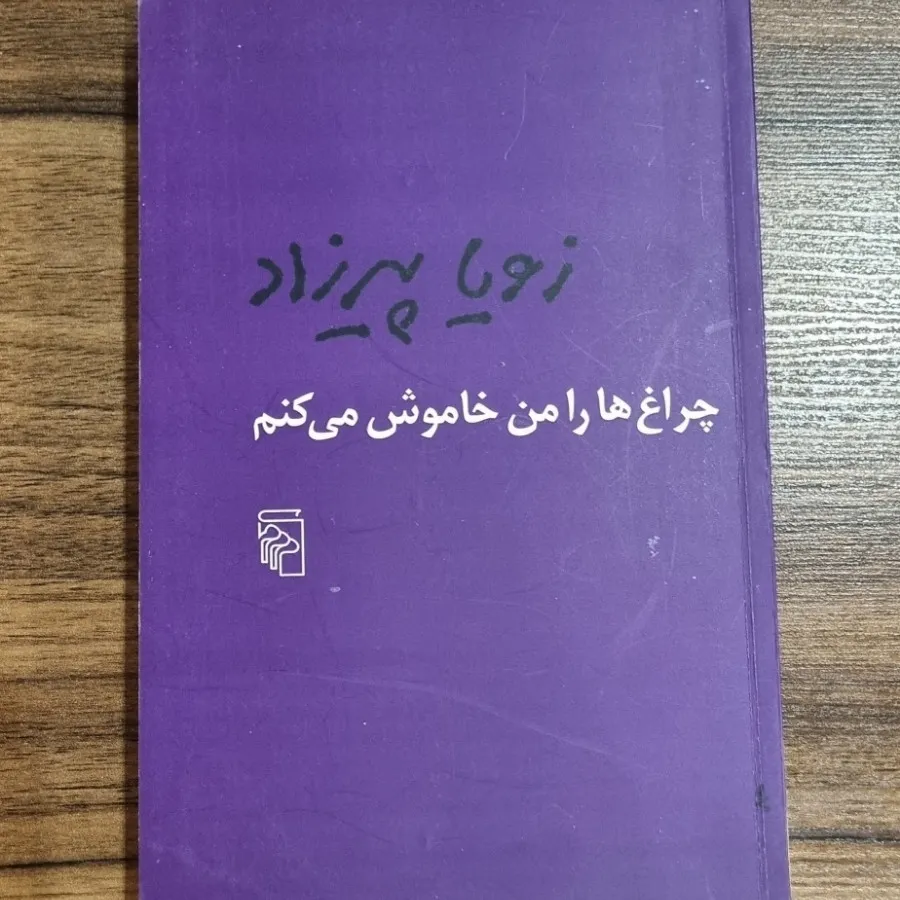 زویا پیرزاد
چراغ‌ها را من خاموش می‌کنم